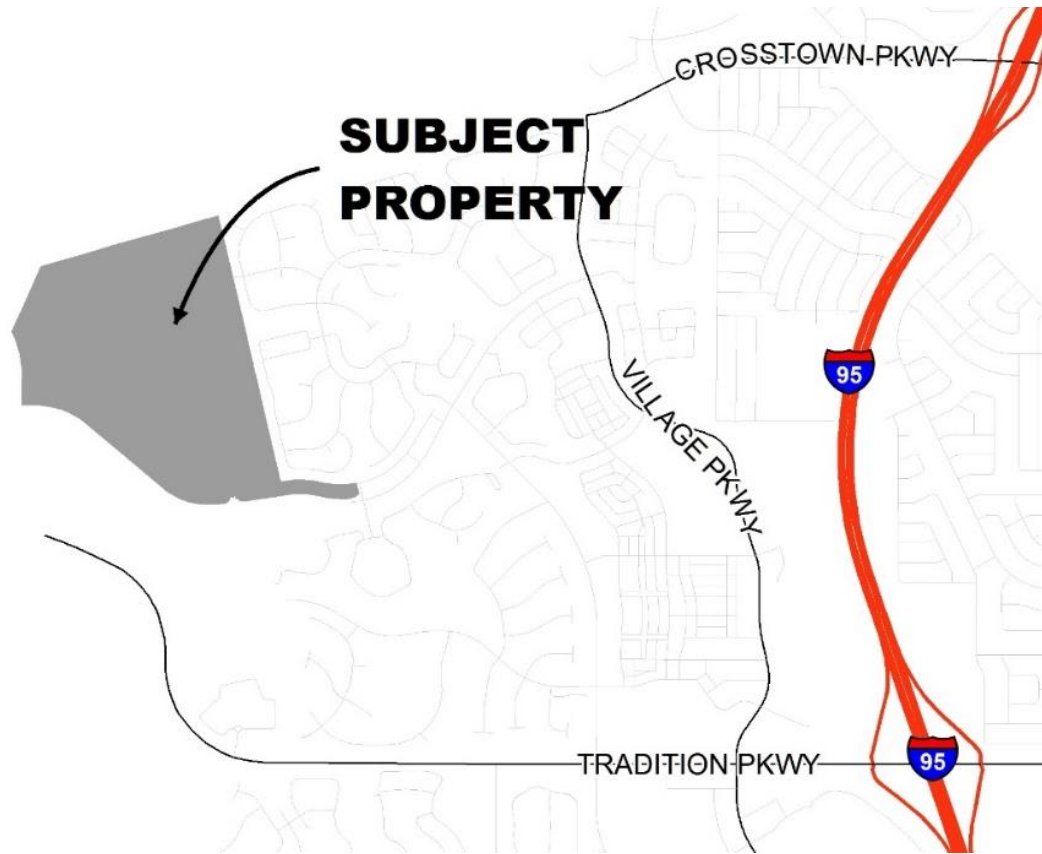 CROSSTOWN PKWY
SUBJECT
PROPERTY
95
VILLAGE PKWY
TRADITION PKWY
95